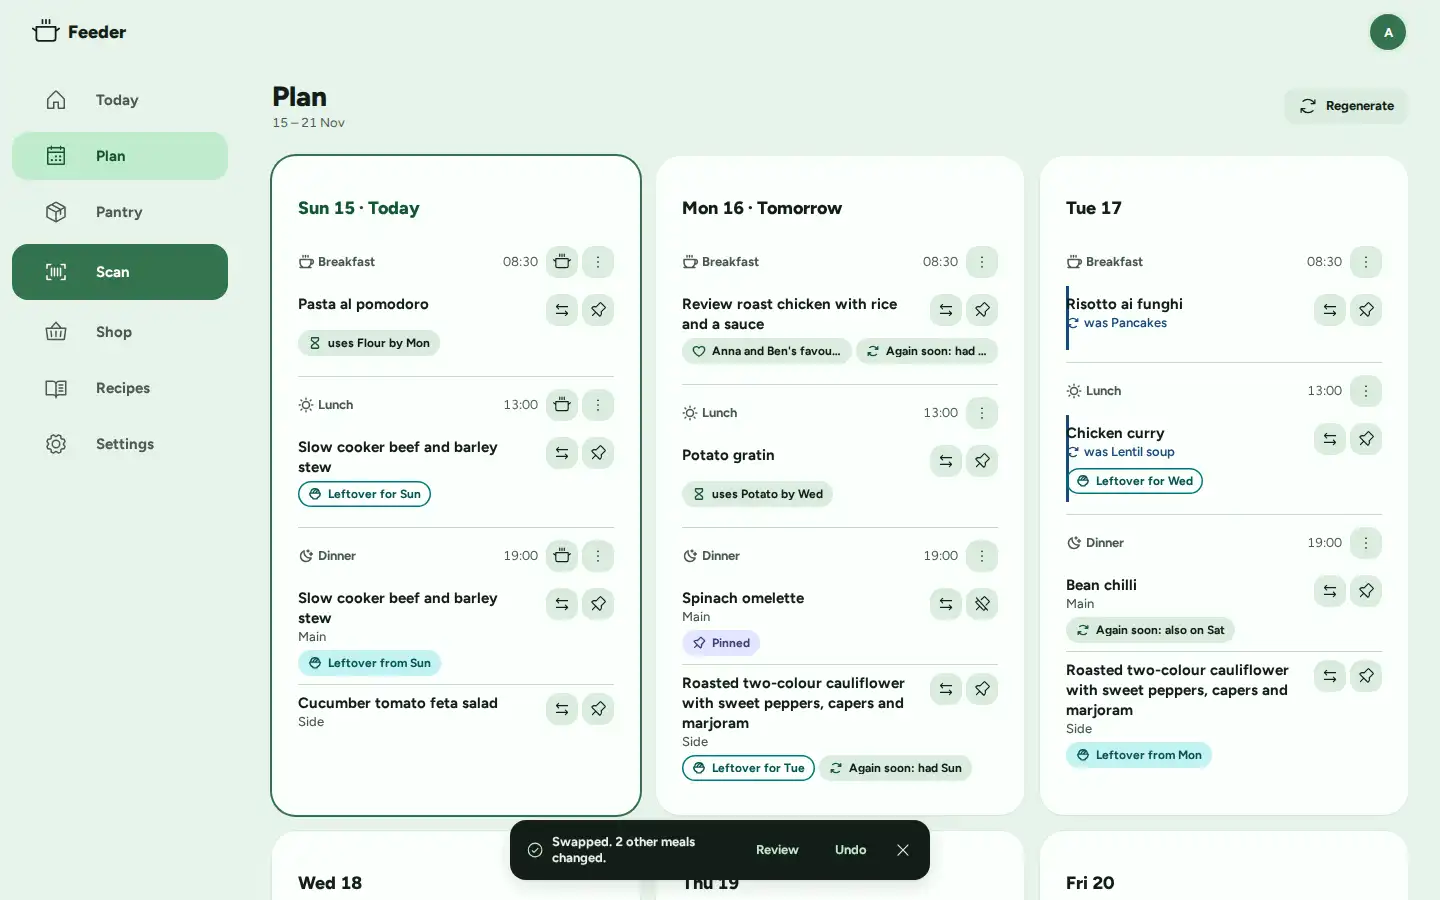 Feeder
A
Today
Plan
Pantry
Scan
Shop
Recipes
Settings
Plan
15 – 21 Nov
Regenerate
Sun 15 · Today
Breakfast 08:30
Pasta al pomodoro
uses Flour by Mon
Lunch 13:00
Slow cooker beef and barley
stew
Leftover for Sun
Dinner 19:00
Slow cooker beef and barley
stew
Main
Leftover from Sun
Cucumber tomato feta salad
Side
Mon 16 · Tomorrow
Breakfast 08:30
Review roast chicken with rice
and a sauce
Anna and Ben's favou... Again soon: had ...
Lunch 13:00
Potato gratin
uses Potato by Wed
Dinner 19:00
Spinach omelette
Main
Pinned
Roasted two-colour cauliflower
with sweet peppers, capers and
marjoram
Side
Leftover for Tue Again soon: had Sun
Tue 17
Breakfast 08:30
Risotto ai funghi
was Pancakes
Lunch 13:00
Chicken curry
was Lentil soup
Leftover for Wed
Dinner 19:00
Bean chilli
Main
Again soon: also on Sat
Roasted two-colour cauliflower
with sweet peppers, capers and
marjoram
Side
Leftover from Mon
Swapped. 2 other meals
changed.
Review
Undo
Wed 18
Thu 19
Fri 20